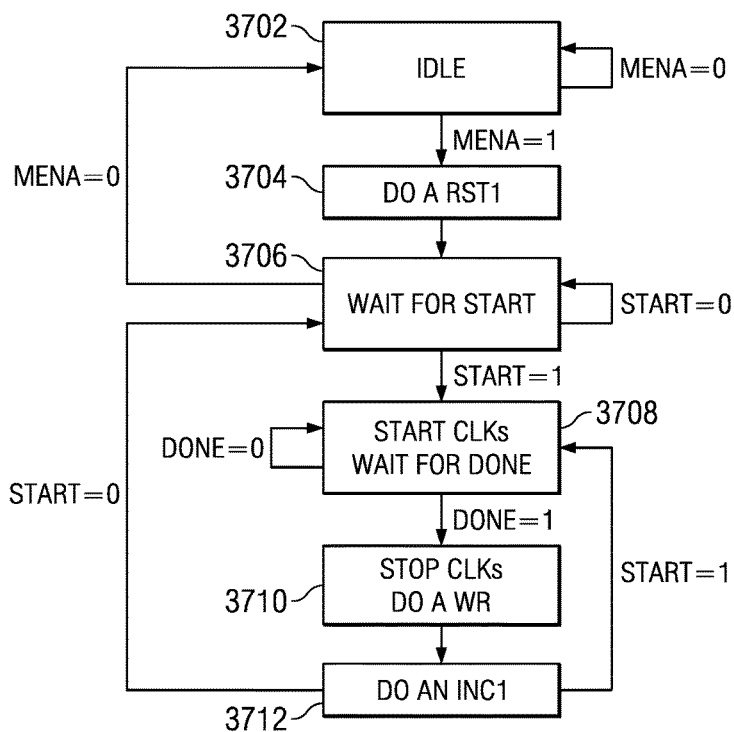 3702
IDLE
MENA=0
MENA=1
MENA=0
3704
DO A RST1
3706
WAIT FOR START
START=0
START=1
3708
START CLKs
WAIT FOR DONE
DONE=0
START=0
DONE=1
STOP CLKs
DO A WR
3710
START=1
DO AN INC1
3712